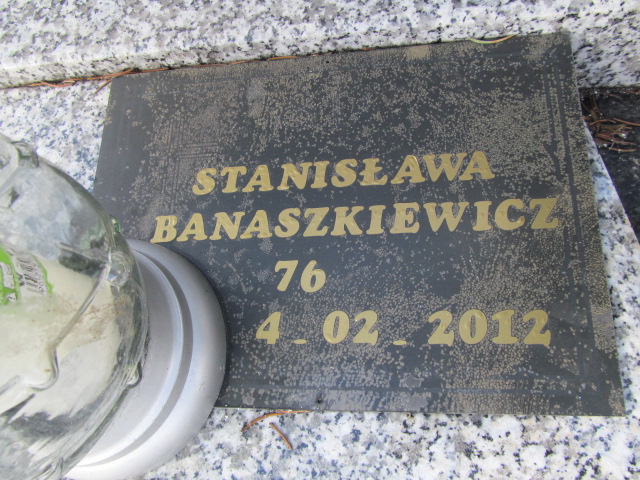 STANISŁAWA
BANASZKIEWICZ
76
4 . 02 . 2012